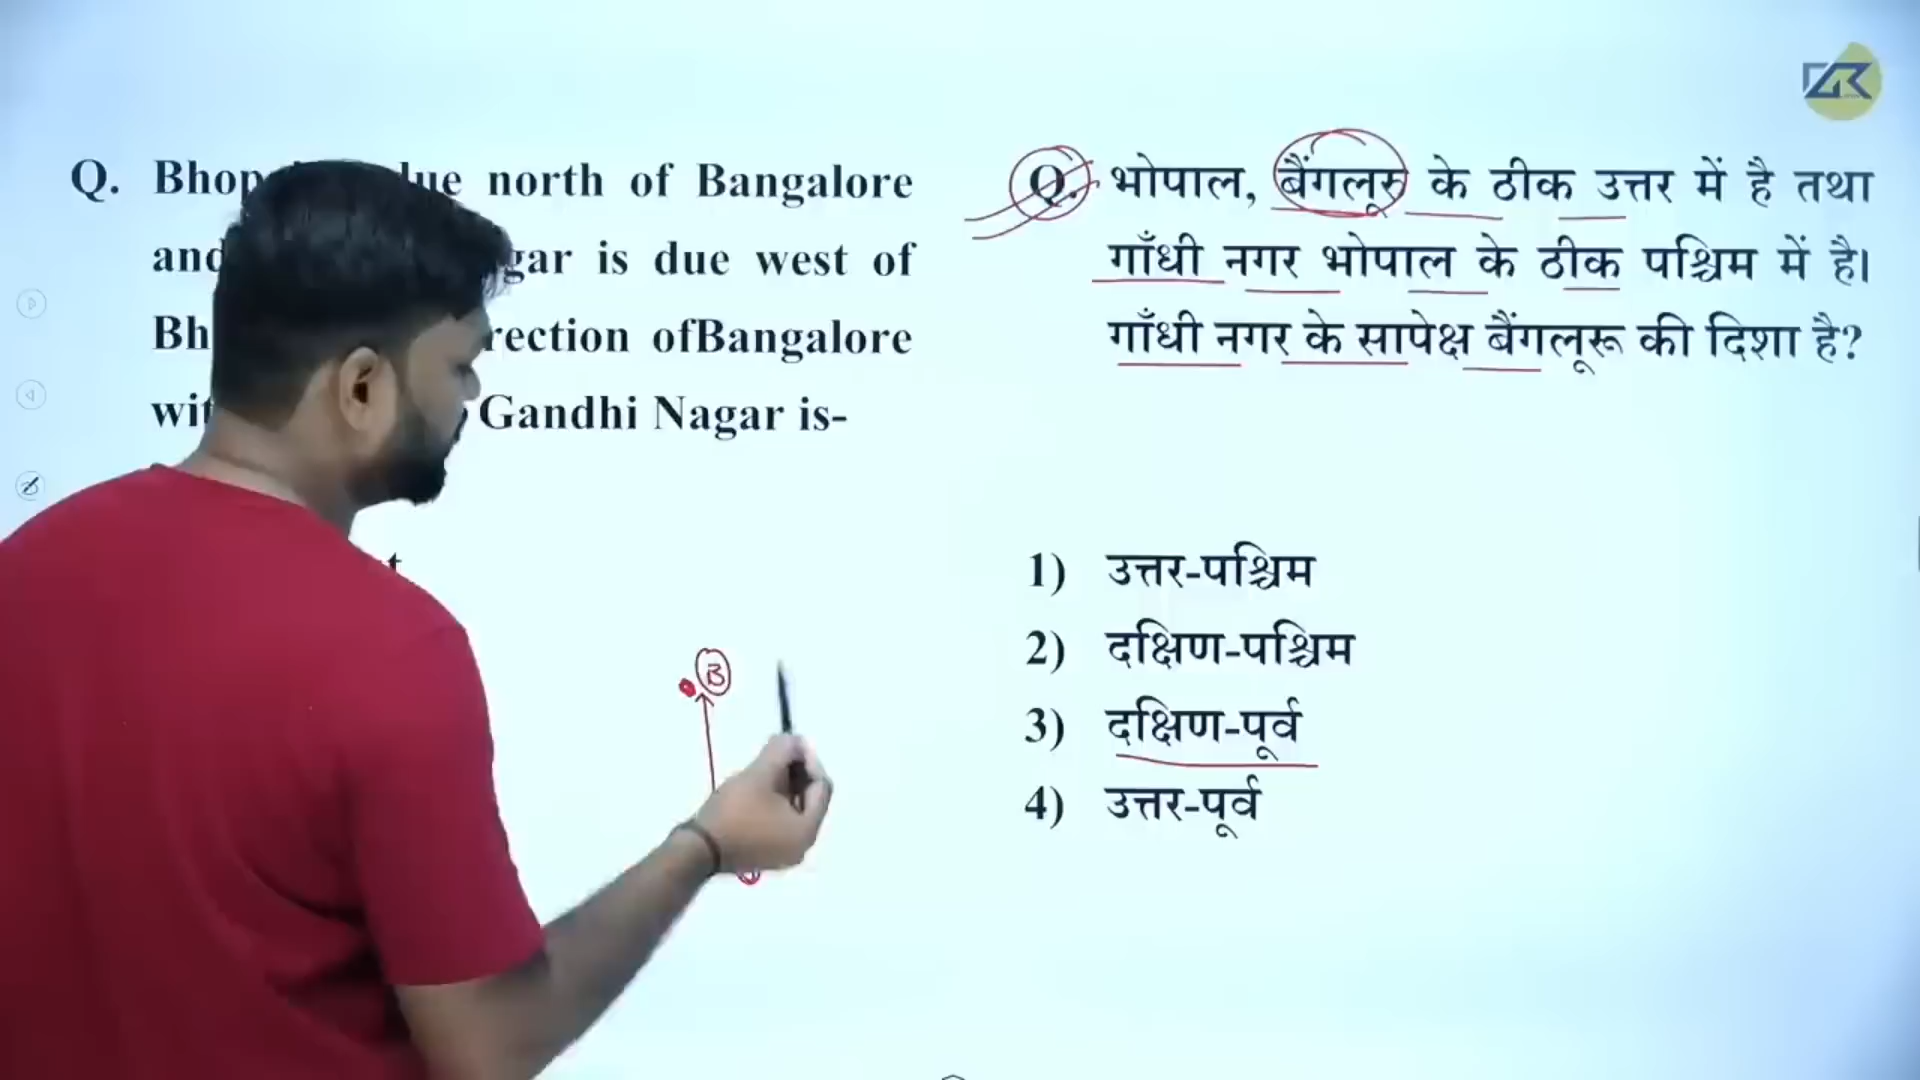 Q. Bhop lue north of Bangalore
and gar is due west of
Bh rection ofBangalore
wit Gandhi Nagar is-
t
B
Q. भोपाल, बैंगलूरु के ठीक उत्तर में है तथा
गाँधी नगर भोपाल के ठीक पश्चिम में है।
गाँधी नगर के सापेक्ष बैंगलूरू की दिशा है?
1) उत्तर-पश्चिम
2) दक्षिण-पश्चिम
3) दक्षिण-पूर्व
4) उत्तर-पूर्व